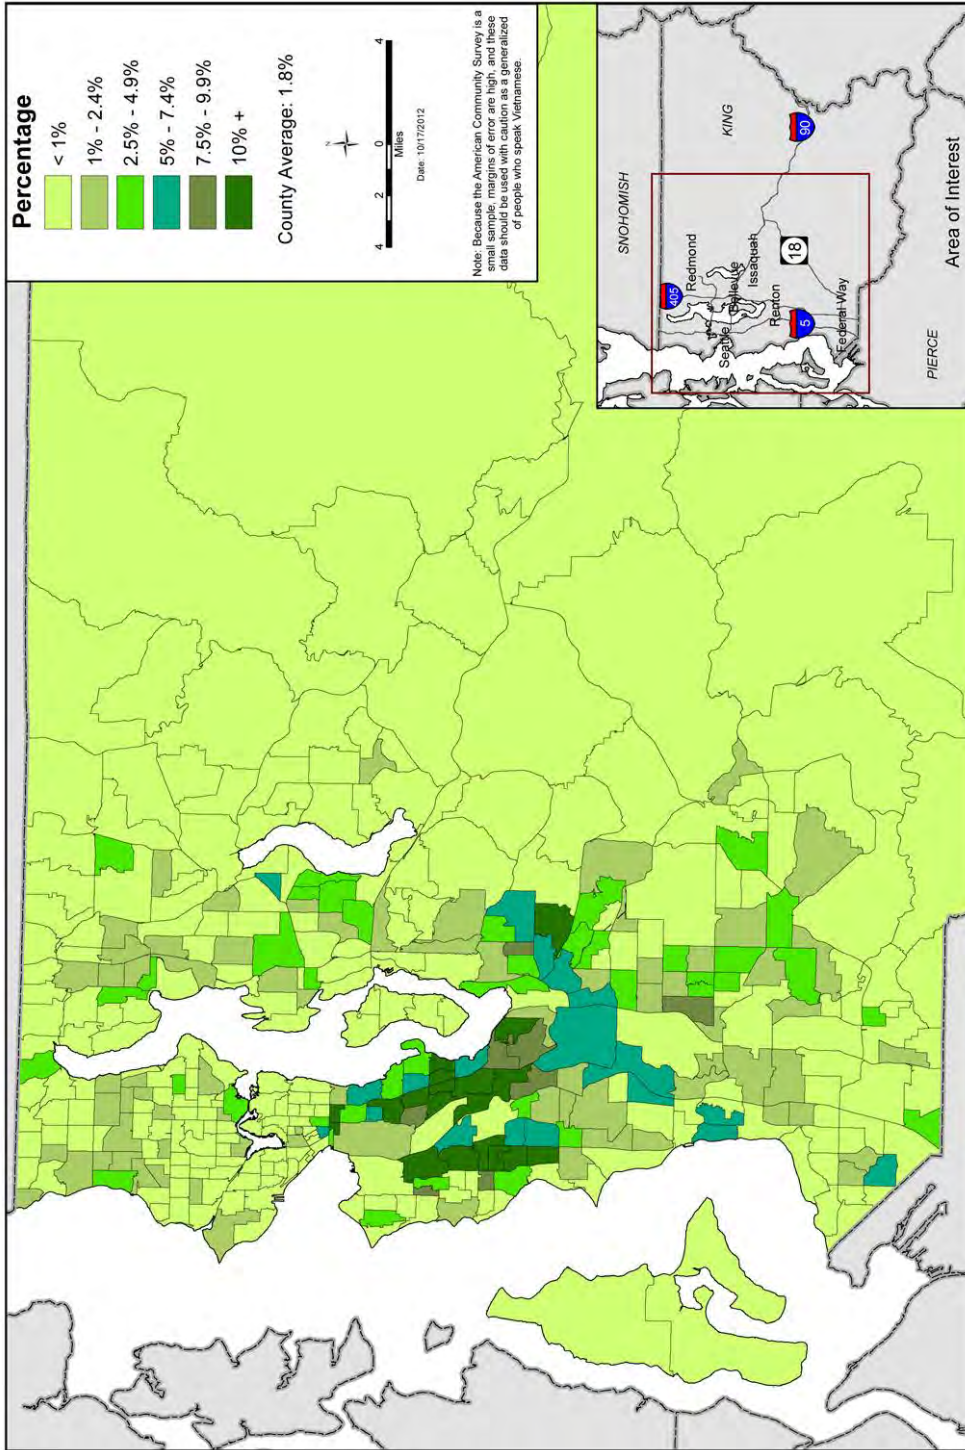 Percentage
< 1%
1% - 2.4%
2.5% - 4.9%
5% - 7.4%
7.5% - 9.9%
10% +
County Average: 1.8%
N
4 2 0 4
Miles
Date: 10/17/2012
Note: Because the American Community Survey is a
small sample, margins of error are high, and these
data should be used with caution as a generalized
of people who speak Vietnamese.
SNOHOMISH
405
Redmond
KING
Seattle
Bellevue
Issaquah
90
Renton
18
5
Federal Way
PIERCE
Area of Interest